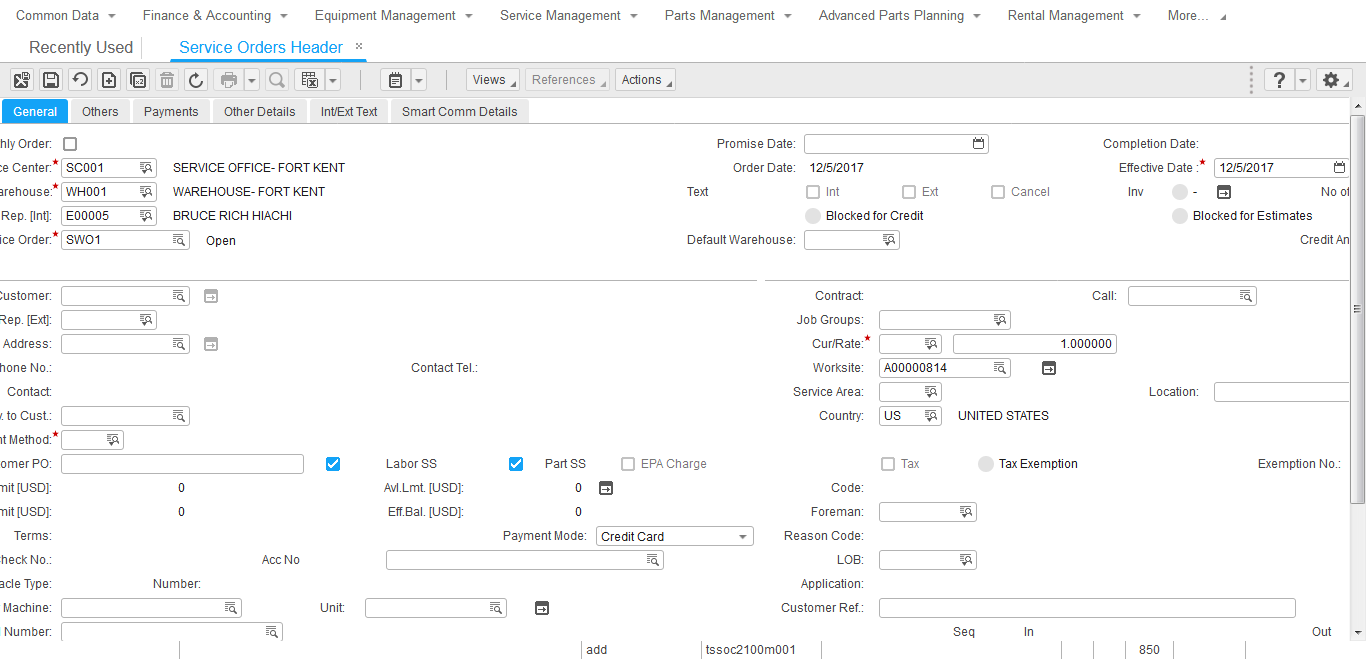 Common Data Finance & Accounting Equipment Management Service Management Parts Management Advanced Parts Planning Rental Management More...
Recently Used Service Orders Header ×
Views References Actions ?
General Others Payments Other Details Int/Ext Text Smart Comm Details
hly Order: Promise Date: Completion Date:
ce Center:* SC001 SERVICE OFFICE- FORT KENT Order Date: 12/5/2017 Effective Date :* 12/5/2017
arehouse:* WH001 WAREHOUSE- FORT KENT Text Int Ext Cancel Inv - No of
Rep. [Int]: E00005 BRUCE RICH HIACHI Blocked for Credit Blocked for Estimates
ice Order:* SWO1 Open Default Warehouse: Credit An
Customer: Contract: Call:
Rep. [Ext]: Job Groups:
Address: Cur/Rate:* 1.000000
hone No.: Contact Tel.: Worksite: A00000814
Contact: Service Area: Location:
. to Cust.: Country: US UNITED STATES
nt Method:*
omer PO: Labor SS Part SS EPA Charge Tax Tax Exemption Exemption No.:
mit [USD]: 0 Avl.Lmt. [USD]: 0 Code:
mit [USD]: 0 Eff.Bal. [USD]: 0 Foreman:
Terms: Payment Mode: Credit Card Reason Code:
Check No.: Acc No LOB:
acle Type: Number: Application:
Machine: Unit: Customer Ref.:
l Number: Seq In Out
add tssoc2100m001 850